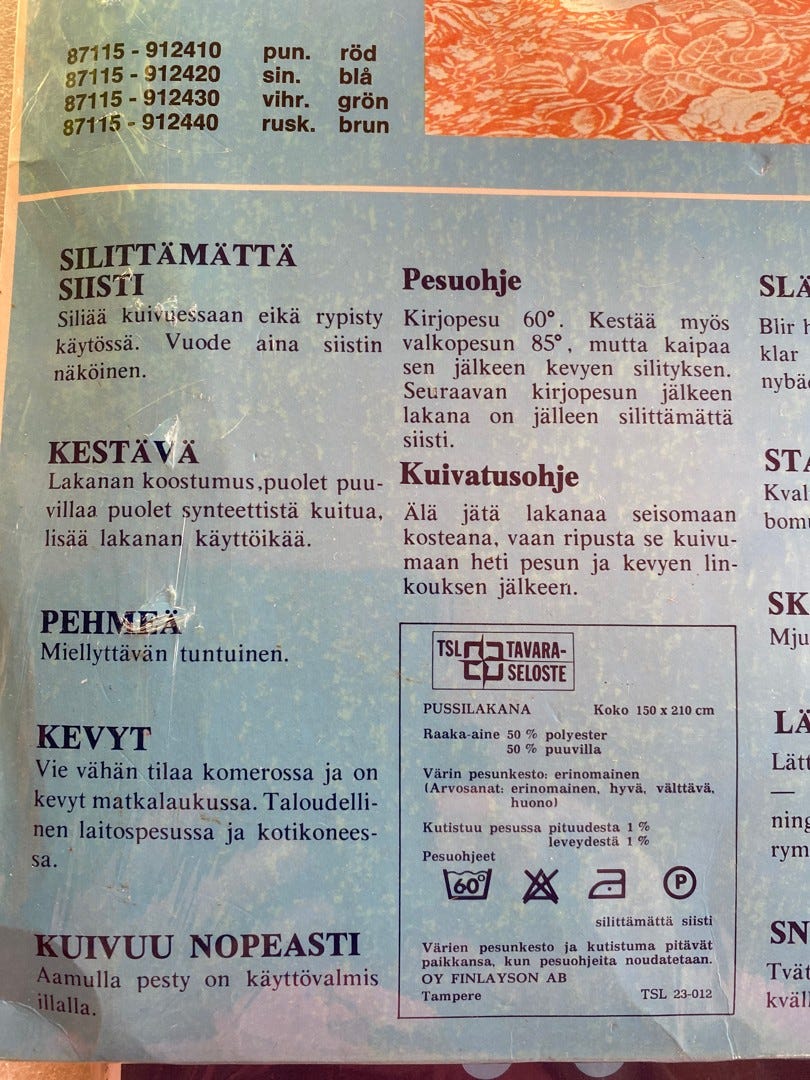 87115 - 912410 pun. röd
87115 - 912420 sin. blå
87115 - 912430 vihr. grön
87115 - 912440 rusk. brun
SILITTÄMÄTTÄ
SIISTI
Siliää kuivuessaan eikä rypisty
käytössä. Vuode aina siistin
näköinen.
KESTÄVÄ
Lakanan koostumus,puolet puu-
villaa puolet synteettistä kuitua,
lisää lakanan käyttöikää.
PEHMEÄ
Miellyttävän tuntuinen.
KEVYT
Vie vähän tilaa komerossa ja on
kevyt matkalaukussa. Taloudelli-
nen laitospesussa ja kotikonees-
sa.
KUIVUU NOPEASTI
Aamulla pesty on käyttövalmis
illalla.
Pesuohje
Kirjopesu 60°. Kestää myös
valkopesun 85°, mutta kaipaa
sen jälkeen kevyen silityksen.
Seuraavan kirjopesun jälkeen
lakana on jälleen silittämättä
siisti.
Kuivatusohje
Älä jätä lakanaa seisomaan
kosteana, vaan ripusta se kuivu-
maan heti pesun ja kevyen lin-
kouksen jälkeen.
TSL TAVARA-
SELOSTE
PUSSILAKANA Koko 150 x 210 cm
Raaka-aine 50 % polyester
50 % puuvilla
Värin pesunkesto: erinomainen
(Arvosanat: erinomainen, hyvä, välttävä,
huono)
Kutistuu pesussa pituudesta 1 %
leveydestä 1 %
Pesuohjeet
60° P
silittämättä siisti
Värien pesunkesto ja kutistuma pitävät
paikkansa, kun pesuohjeita noudatetaan.
OY FINLAYSON AB
Tampere TSL 23-012
SLÄ
Blir h
klar
nybäd
STA
Kval
bomu
SK
Mju
LÄ
Lätt
—
ning
rym
SN
Tvät
kväll